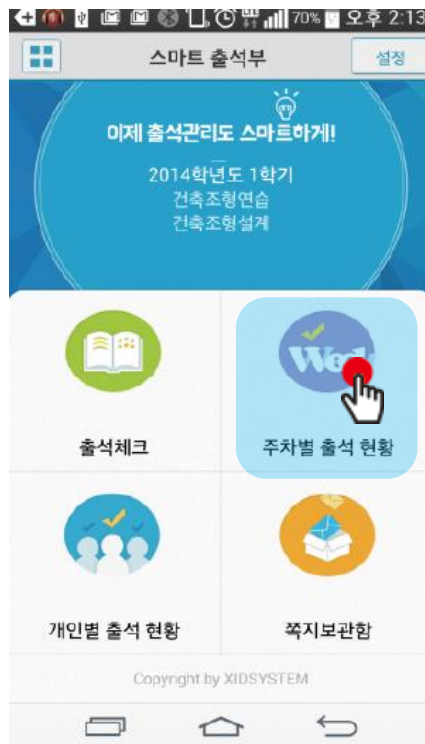 70% 오후 2:13
스마트 출석부
설정
이제 출석관리도 스마트하게!
2014학년도 1학기
건축조형연습
건축조형설계
Week
출석체크
주차별 출석 현황
개인별 출석 현황
쪽지보관함
Copyright by XIDSYSTEM